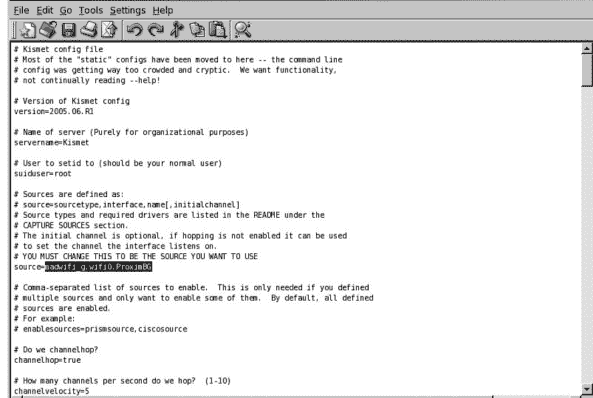 File Edit Go Tools Settings Help
# Kismet config file
# Most of the "static" configs have been moved to here -- the command line
# config was getting way too crowded and cryptic. We want functionality,
# not continually reading --help!
# Version of Kismet config
version=2005.06.R1
# Name of server (Purely for organizational purposes)
servername=Kismet
# User to setid to (should be your normal user)
suiduser=root
# Sources are defined as:
# source=sourcetype,interface,name[,initialchannel]
# Source types and required drivers are listed in the README under the
# CAPTURE SOURCES section.
# The initial channel is optional, if hopping is not enabled it can be used
# to set the channel the interface listens on.
# YOU MUST CHANGE THIS TO BE THE SOURCE YOU WANT TO USE
source=madwifi_g,wifi0,ProximBG
# Comma-separated list of sources to enable. This is only needed if you defined
# multiple sources and only want to enable some of them. By default, all defined
# sources are enabled.
# For example:
# enablesources=prismsource,ciscosource
# Do we channelhop?
channelhop=true
# How many channels per second do we hop? (1-10)
channelvelocity=5